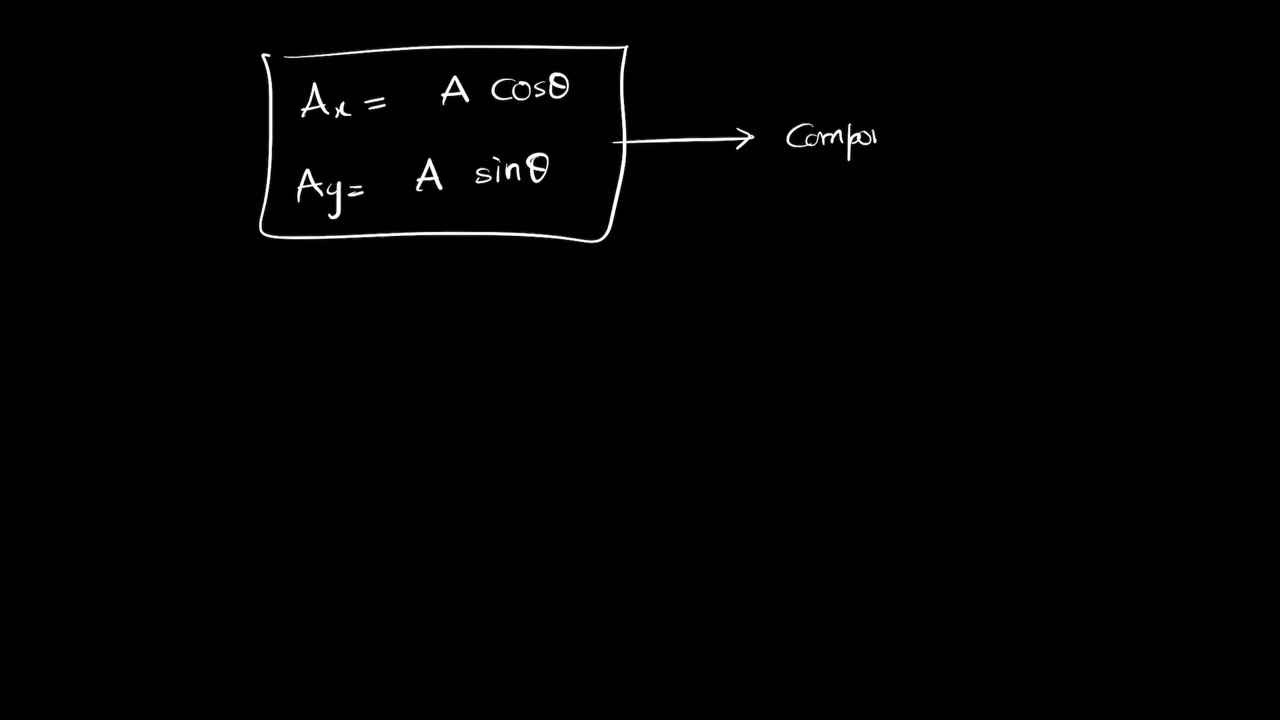 Ax = A cosθ
Ay = A sinθ
Compo